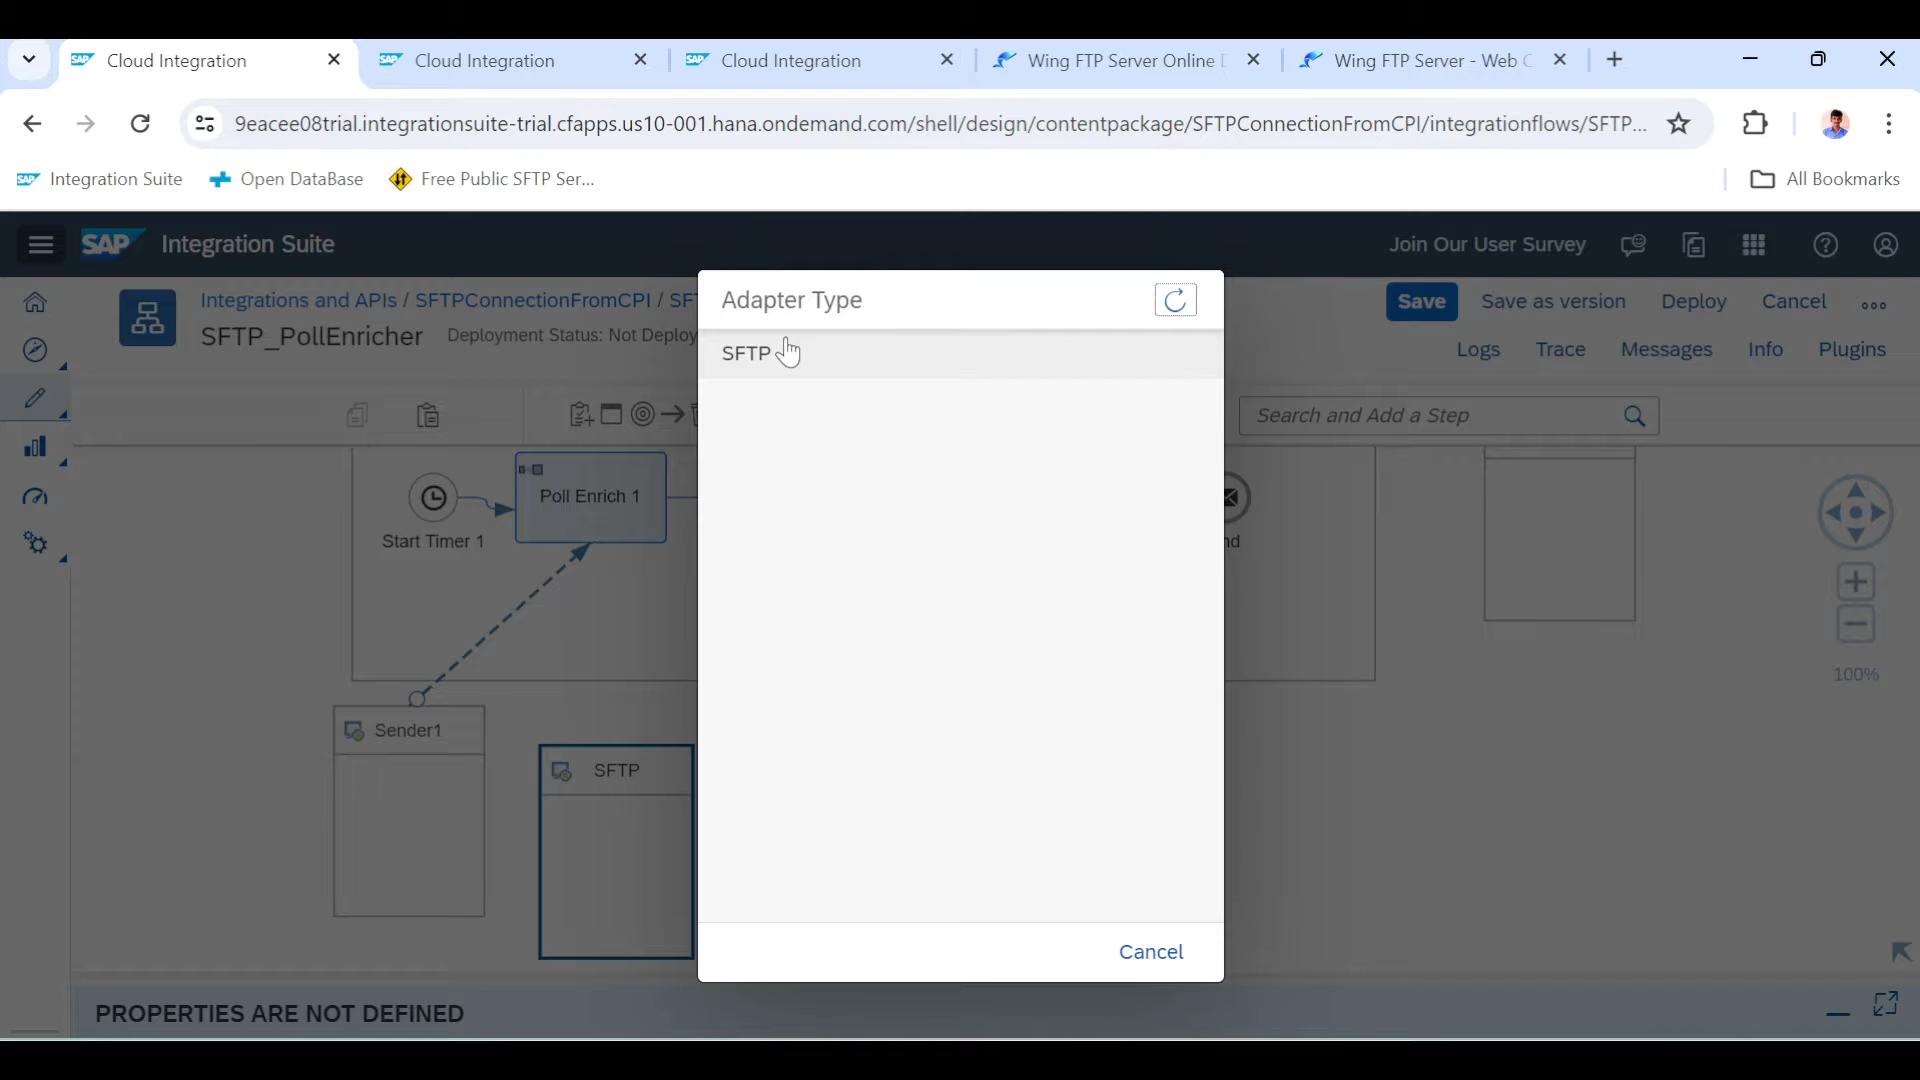 Cloud Integration
Cloud Integration
Cloud Integration
Wing FTP Server Online
Wing FTP Server - Web C
9eacee08trial.integrationsuite-trial.cfapps.us10-001.hana.ondemand.com/shell/design/contentpackage/SFTPConnectionFromCPI/integrationflows/SFTP...
SAP Integration Suite
Open DataBase
Free Public SFTP Ser...
All Bookmarks
SAP Integration Suite
Join Our User Survey
Integrations and APIs / SFTPConnectionFromCPI / SF
SFTP_PollEnricher
Deployment Status: Not Deploy
Save
Save as version
Deploy
Cancel
Logs
Trace
Messages
Info
Plugins
Adapter Type
SFTP
Search and Add a Step
Poll Enrich 1
Start Timer 1
nd
100%
Sender1
SFTP
Cancel
PROPERTIES ARE NOT DEFINED